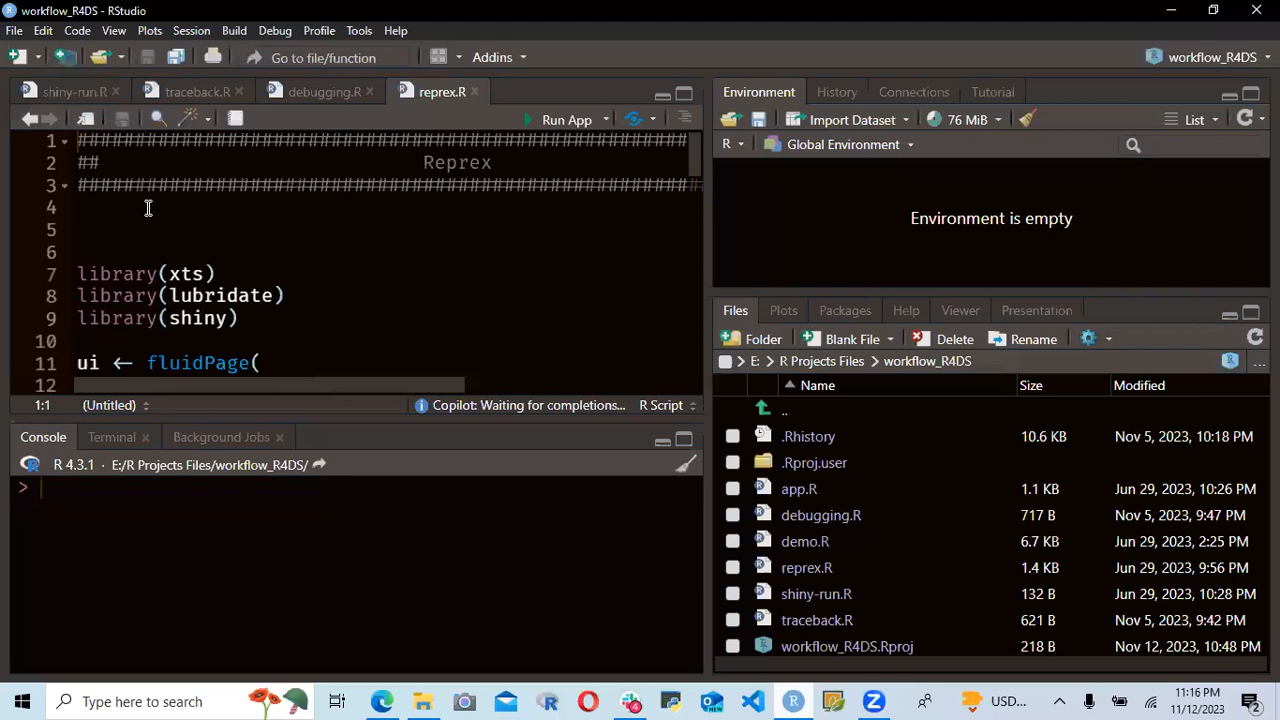 workflow_R4DS - RStudio
File Edit Code View Plots Session Build Debug Profile Tools Help
Go to file/function Addins workflow_R4DS
shiny-run.R traceback.R debugging.R reprex.R
Run App
1 ##########################################################
2 ## Reprex
3 ##########################################################
4
5
6
7 library(xts)
8 library(lubridate)
9 library(shiny)
10
11 ui ← fluidPage(
12
1:1 (Untitled) Copilot: Waiting for completions... R Script
Console Terminal Background Jobs
R 4.3.1 · E:/R Projects Files/workflow_R4DS/
>
Environment History Connections Tutorial
Import Dataset 76 MiB List
R Global Environment
Environment is empty
Files Plots Packages Help Viewer Presentation
Folder Blank File Delete Rename
E: R Projects Files workflow_R4DS ...
Name Size Modified
..
.Rhistory 10.6 KB Nov 5, 2023, 10:18 PM
.Rproj.user
app.R 1.1 KB Jun 29, 2023, 10:26 PM
debugging.R 717 B Nov 5, 2023, 9:47 PM
demo.R 6.7 KB Jun 29, 2023, 2:25 PM
reprex.R 1.4 KB Jun 29, 2023, 9:56 PM
shiny-run.R 132 B Jun 29, 2023, 10:28 PM
traceback.R 621 B Nov 5, 2023, 9:42 PM
workflow_R4DS.Rproj 218 B Nov 12, 2023, 10:48 PM
Type here to search
4
NEW
USD...
11:16 PM
11/12/2023
2